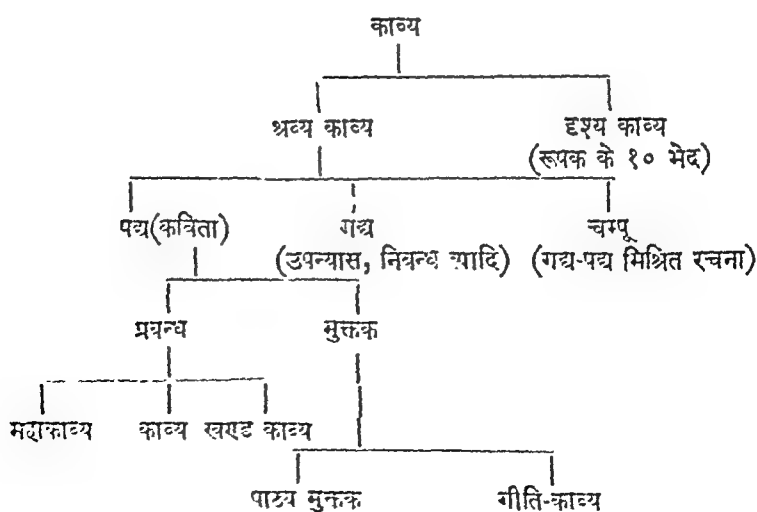 काव्य
श्रव्य काव्य दृश्य काव्य
(रूपक के १० भेद)
पद्य(कविता) गद्य चम्पू
(उपन्यास, निबन्ध आदि) (गद्य-पद्य मिश्रित रचना)
प्रबन्ध मुक्तक
महाकाव्य काव्य खण्ड काव्य
पाठ्य मुक्तक गीति-काव्य